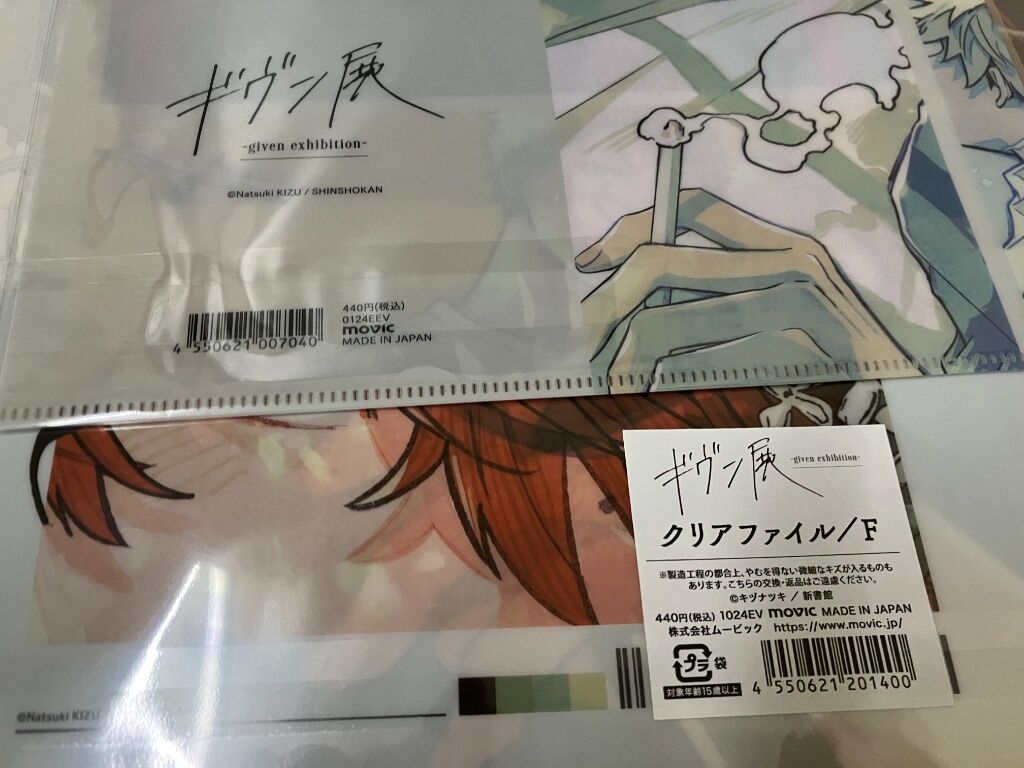 ギヴン展
-given exhibition-
©Natsuki KIZU / SHINSHOKAN
440円(税込)
0124EEV
movic
MADE IN JAPAN
4 550621 007040
ギヴン展 -given exhibition-
クリアファイル/F
※製造工程の都合上、やむを得ない微細なキズが入るものも
あります。こちらの交換・返品はご遠慮ください。
©キヅナツキ / 新書館
440円(税込) 1024EV movic MADE IN JAPAN
株式会社ムービック https://www.movic.jp/
プラ 袋
対象年齢15歳以上
4 550621 201400
©Natsuki KIZU